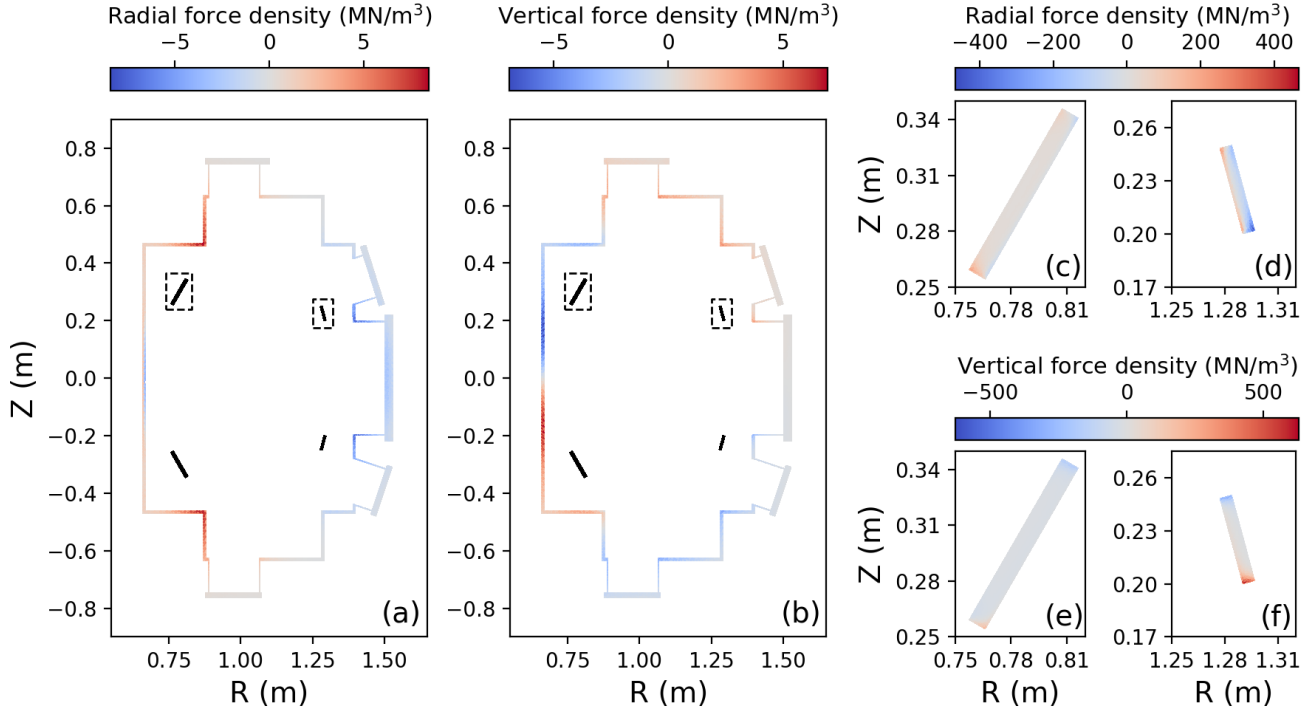 Radial force density (MN/m³)
−5 0 5
Vertical force density (MN/m³)
−5 0 5
Radial force density (MN/m³)
−400 −200 0 200 400
Z (m)
0.8
0.6
0.4
0.2
0.0
−0.2
−0.4
−0.6
−0.8
0.75 1.00 1.25 1.50
R (m)
(a)
0.8
0.6
0.4
0.2
0.0
−0.2
−0.4
−0.6
−0.8
0.75 1.00 1.25 1.50
R (m)
(b)
Z (m)
0.34
0.31
0.28
0.25
0.75 0.78 0.81
(c)
0.26
0.23
0.20
0.17
1.25 1.28 1.31
(d)
Vertical force density (MN/m³)
−500 0 500
Z (m)
0.34
0.31
0.28
0.25
0.75 0.78 0.81
R (m)
(e)
0.26
0.23
0.20
0.17
1.25 1.28 1.31
R (m)
(f)